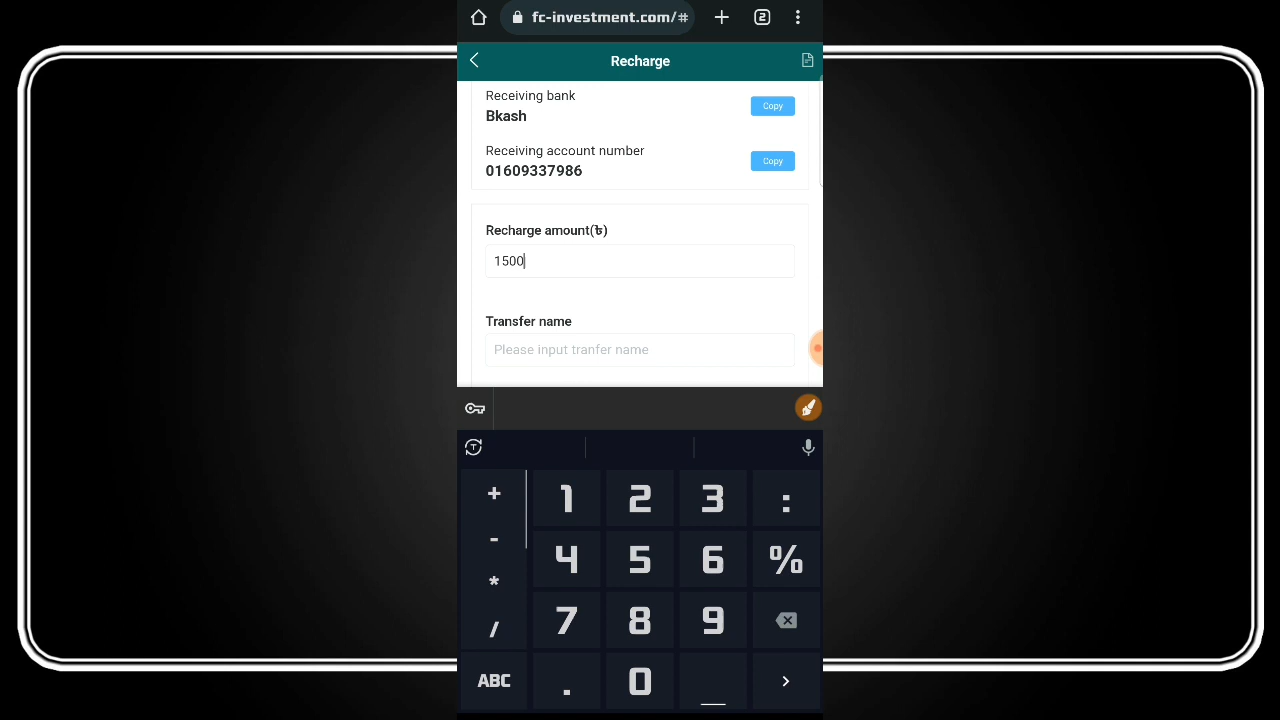 fc-investment.com/#
2
Recharge
Receiving bank
Copy
Bkash
Receiving account number
Copy
01609337986
Recharge amount(৳)
1500
Transfer name
Please input tranfer name
T
+ 1 2 3 :
- 4 5 6 %
*
/ 7 8 9
ABC . 0 _ >